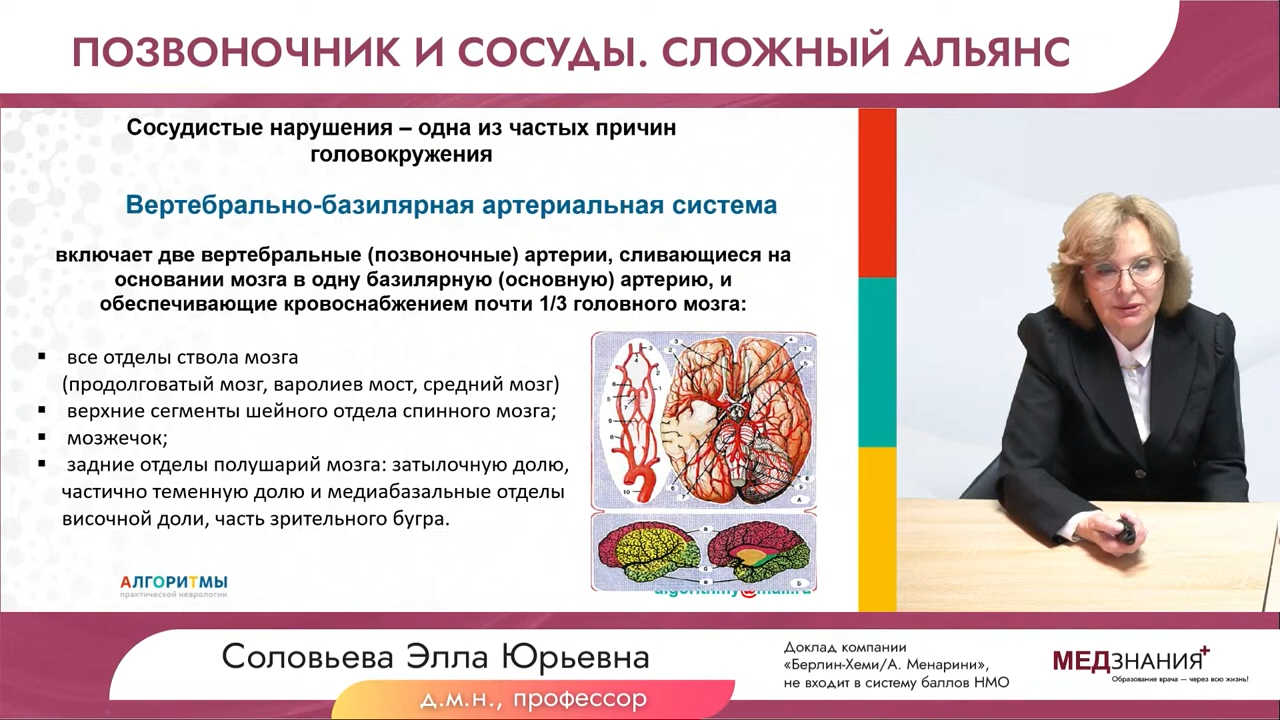 ПОЗВОНОЧНИК И СОСУДЫ. СЛОЖНЫЙ АЛЬЯНС
Сосудистые нарушения – одна из частых причин
головокружения
Вертебрально-базилярная артериальная система
включает две вертебральные (позвоночные) артерии, сливающиеся на
основании мозга в одну базилярную (основную) артерию, и
обеспечивающие кровоснабжением почти 1/3 головного мозга:
▪ все отделы ствола мозга
(продолговатый мозг, варолиев мост, средний мозг)
▪ верхние сегменты шейного отдела спинного мозга;
▪ мозжечок;
▪ задние отделы полушарий мозга: затылочную долю,
частично теменную долю и медиабазальные отделы
височной доли, часть зрительного бугра.
АЛГОРИТМЫ
практической неврологии
Соловьева Элла Юрьевна
д.м.н., профессор
Доклад компании
«Берлин-Хеми/А. Менарини»,
не входит в систему баллов НМО
МЕДЗНАНИЯ+
Образование врача — через всю жизнь!